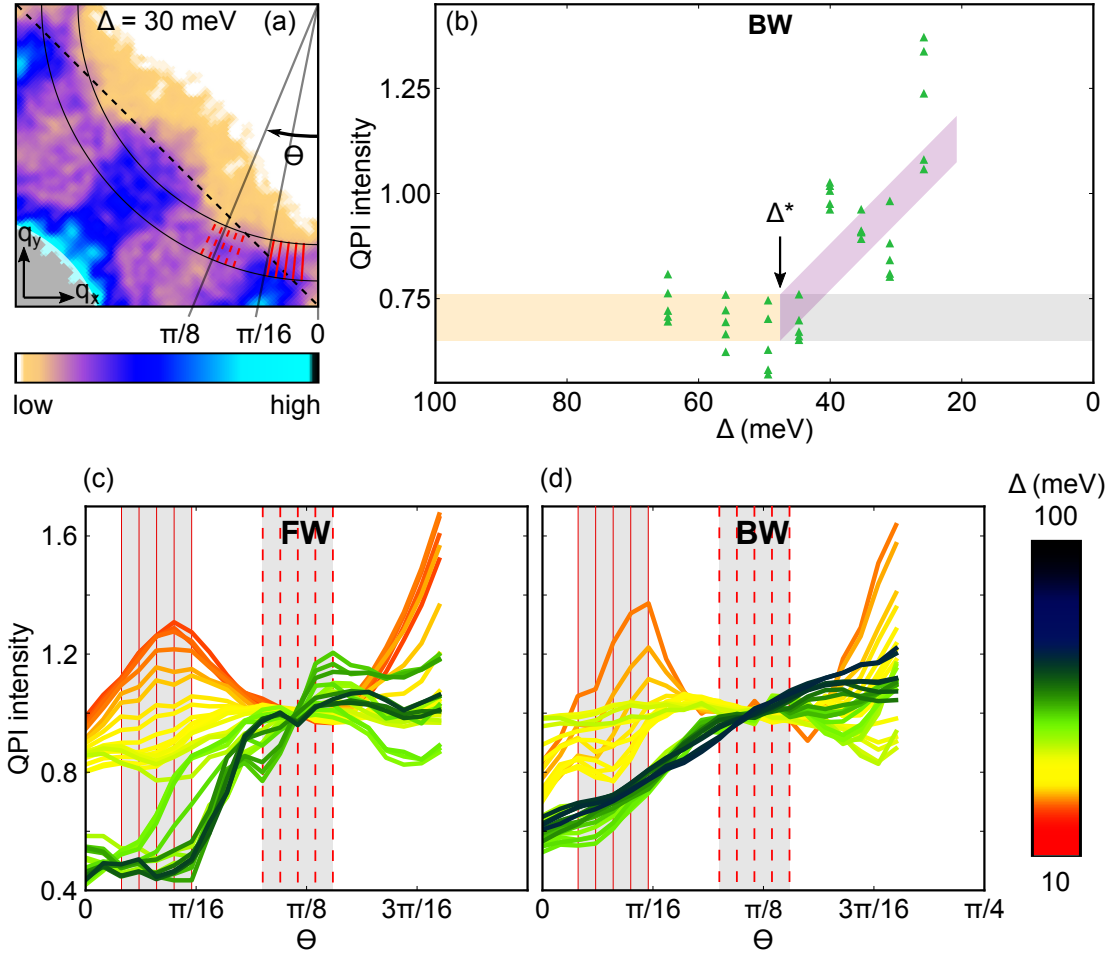 Δ = 30 meV
(a)
Θ
q_y
q_x
π/8
π/16
0
low
high
(b)
BW
QPI intensity
1.25
1.00
0.75
Δ*
100
80
60
40
20
0
Δ (meV)
(c)
FW
QPI intensity
1.6
1.2
0.8
0.4
0
π/16
π/8
3π/16
Θ
(d)
BW
0
π/16
π/8
3π/16
π/4
Θ
Δ (meV)
100
10